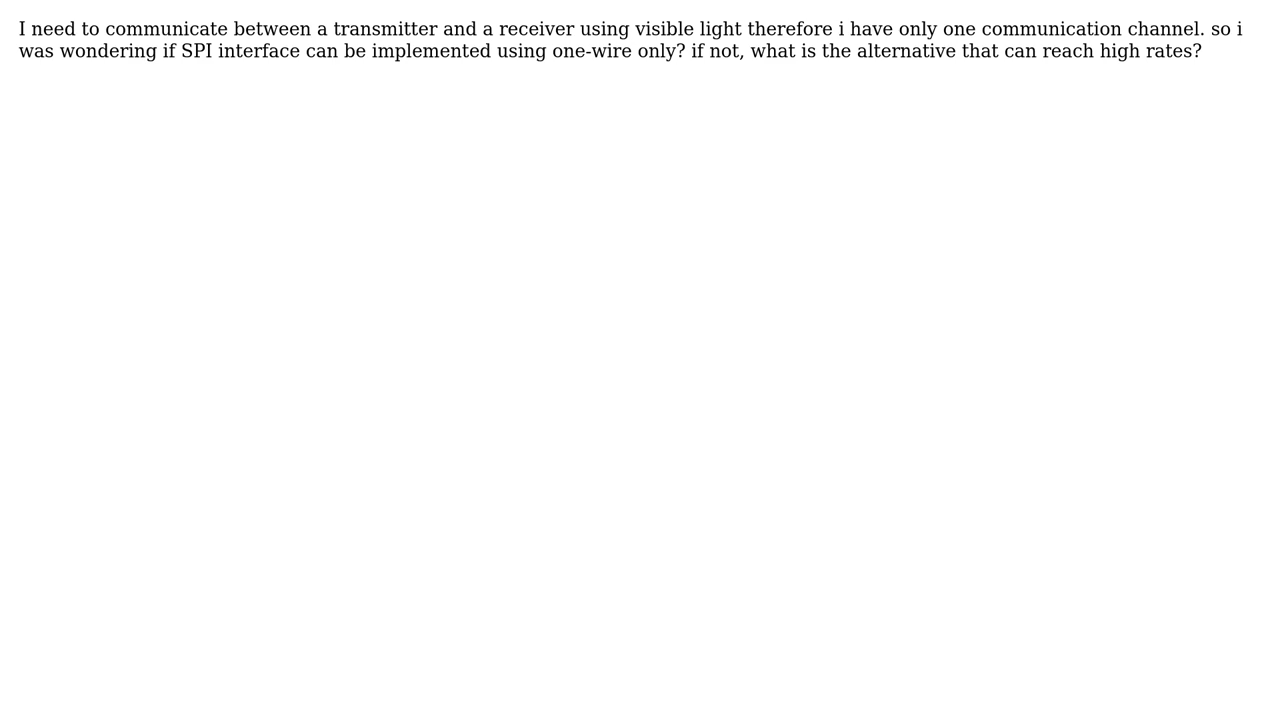 I need to communicate between a transmitter and a receiver using visible light therefore i have only one communication channel. so i
was wondering if SPI interface can be implemented using one-wire only? if not, what is the alternative that can reach high rates?